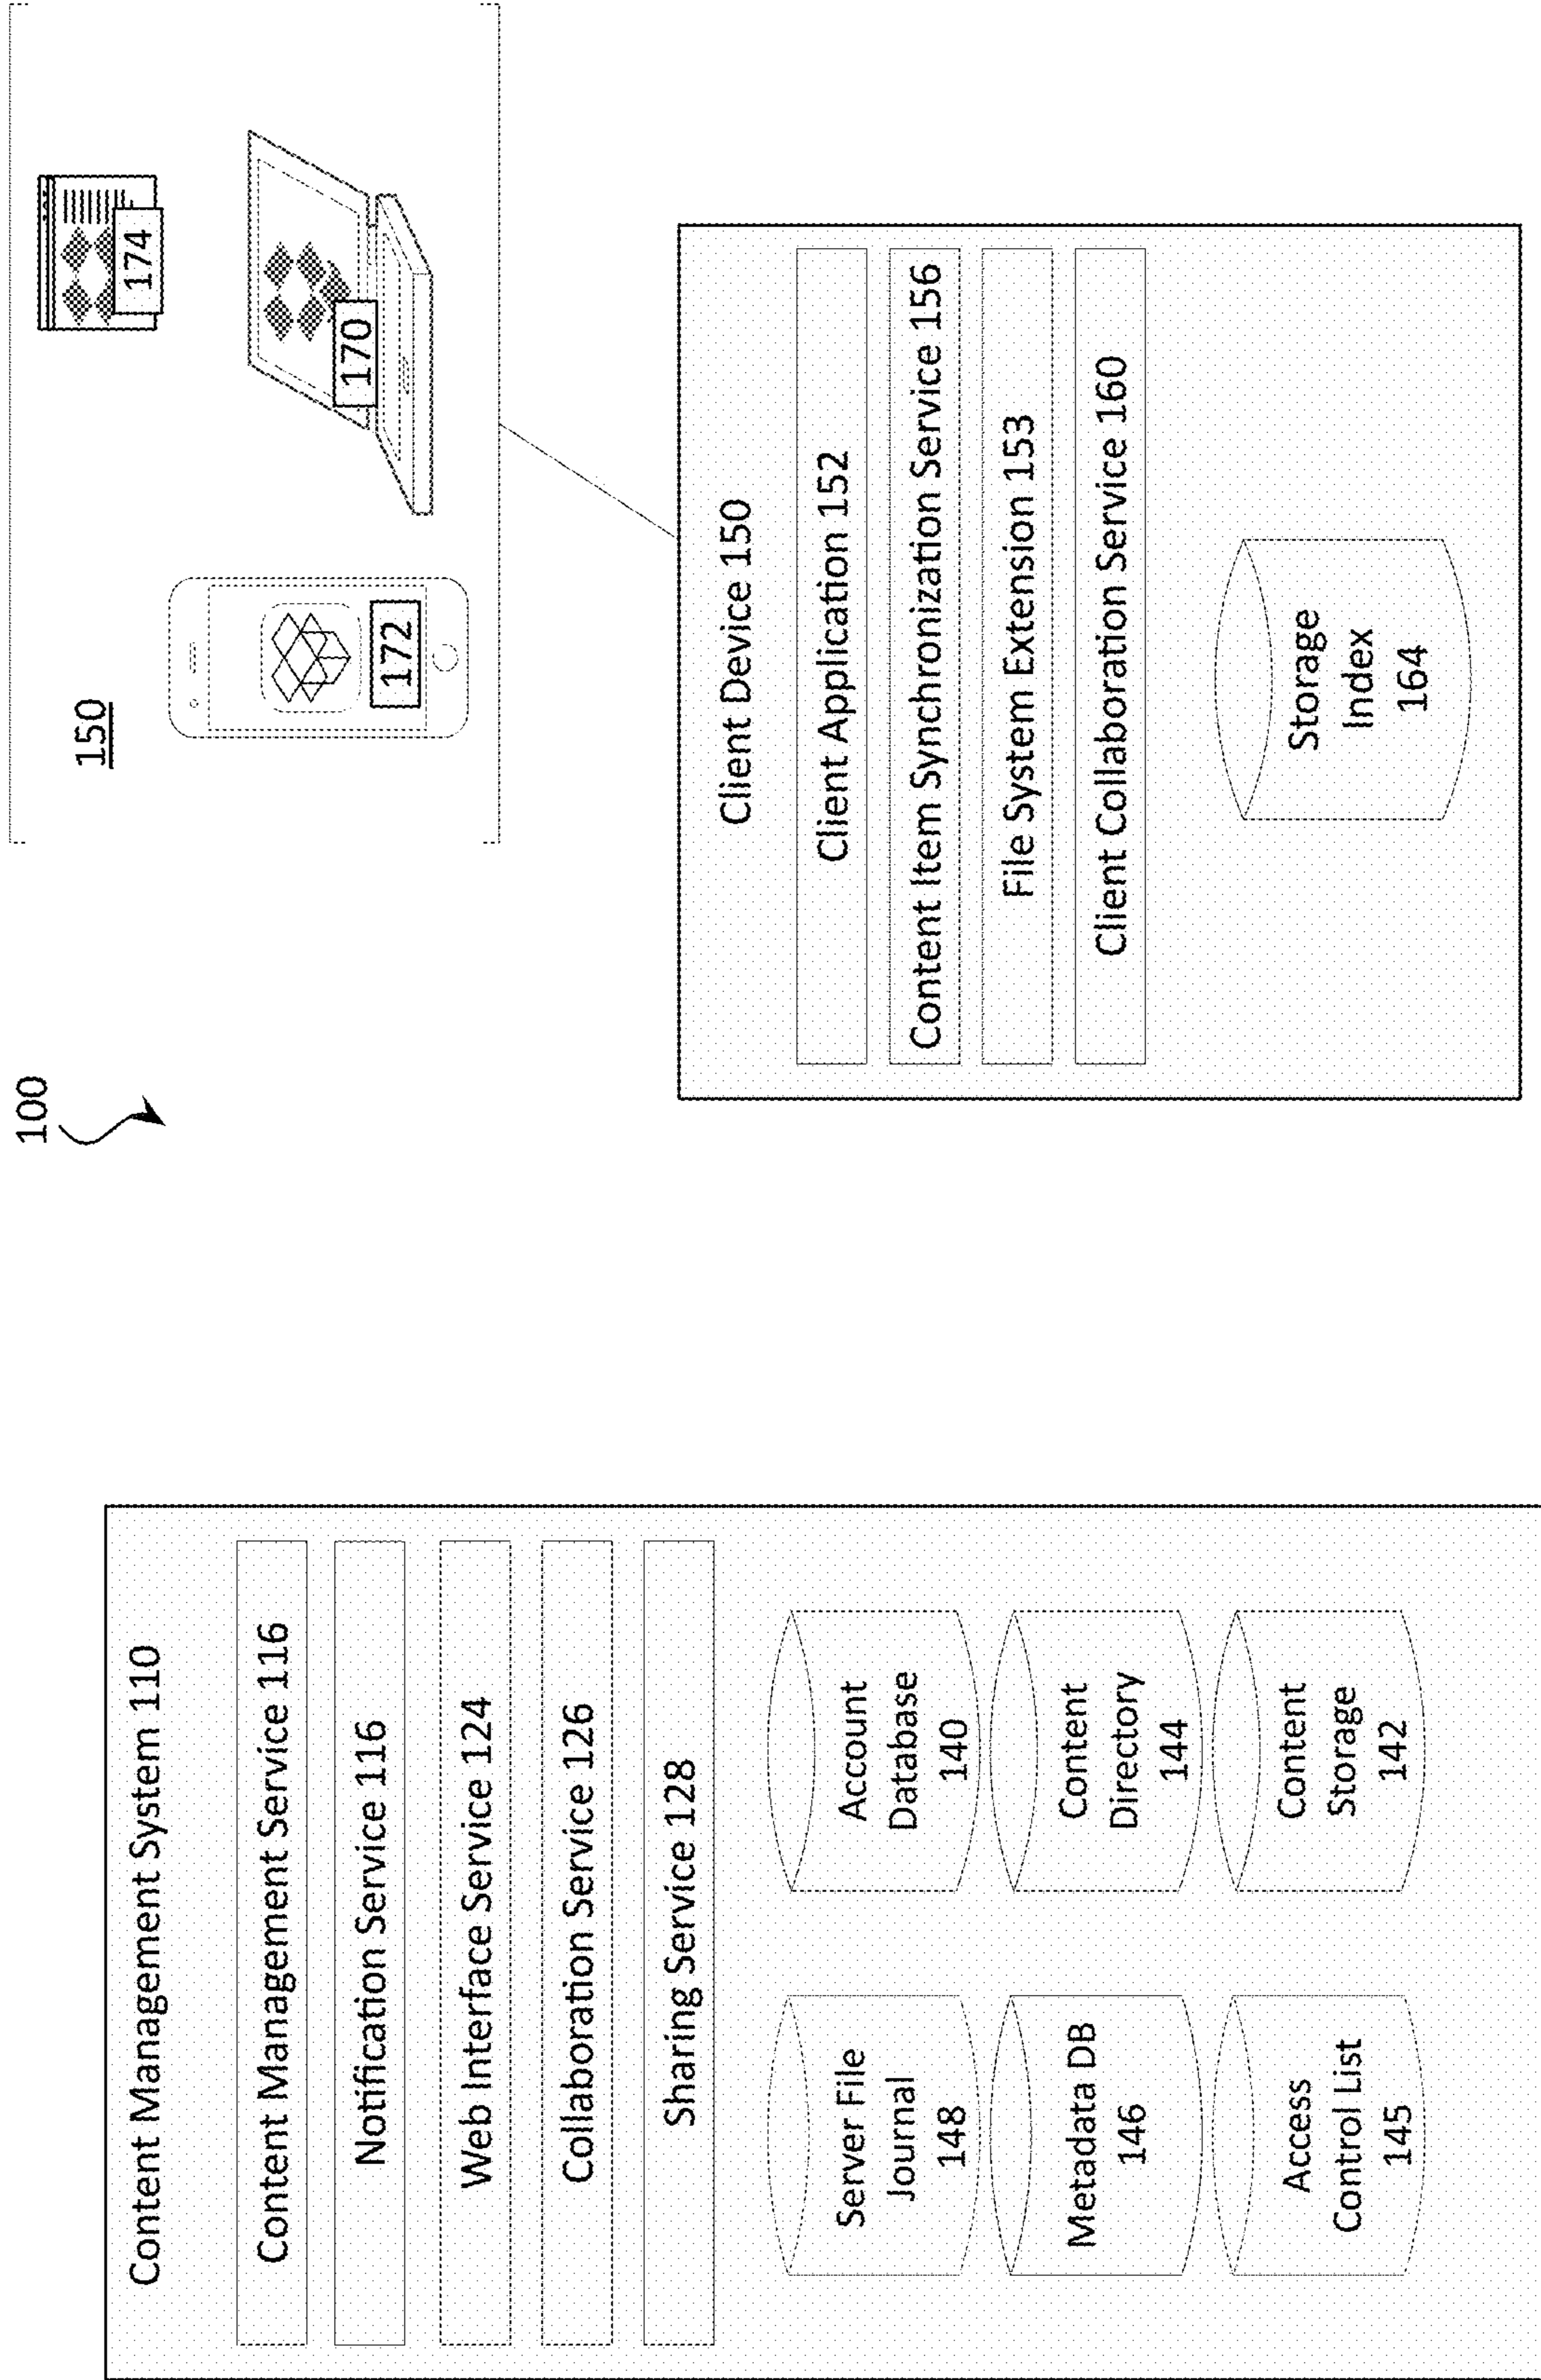 100
Content Management System 110
Content Management Service 116
Notification Service 116
Web Interface Service 124
Collaboration Service 126
Sharing Service 128
Server File
Journal
148
Account
Database
140
Metadata DB
146
Content
Directory
144
Access
Control List
145
Content
Storage
142
150
172
170
174
Client Device 150
Client Application 152
Content Item Synchronization Service 156
File System Extension 153
Client Collaboration Service 160
Storage
Index
164